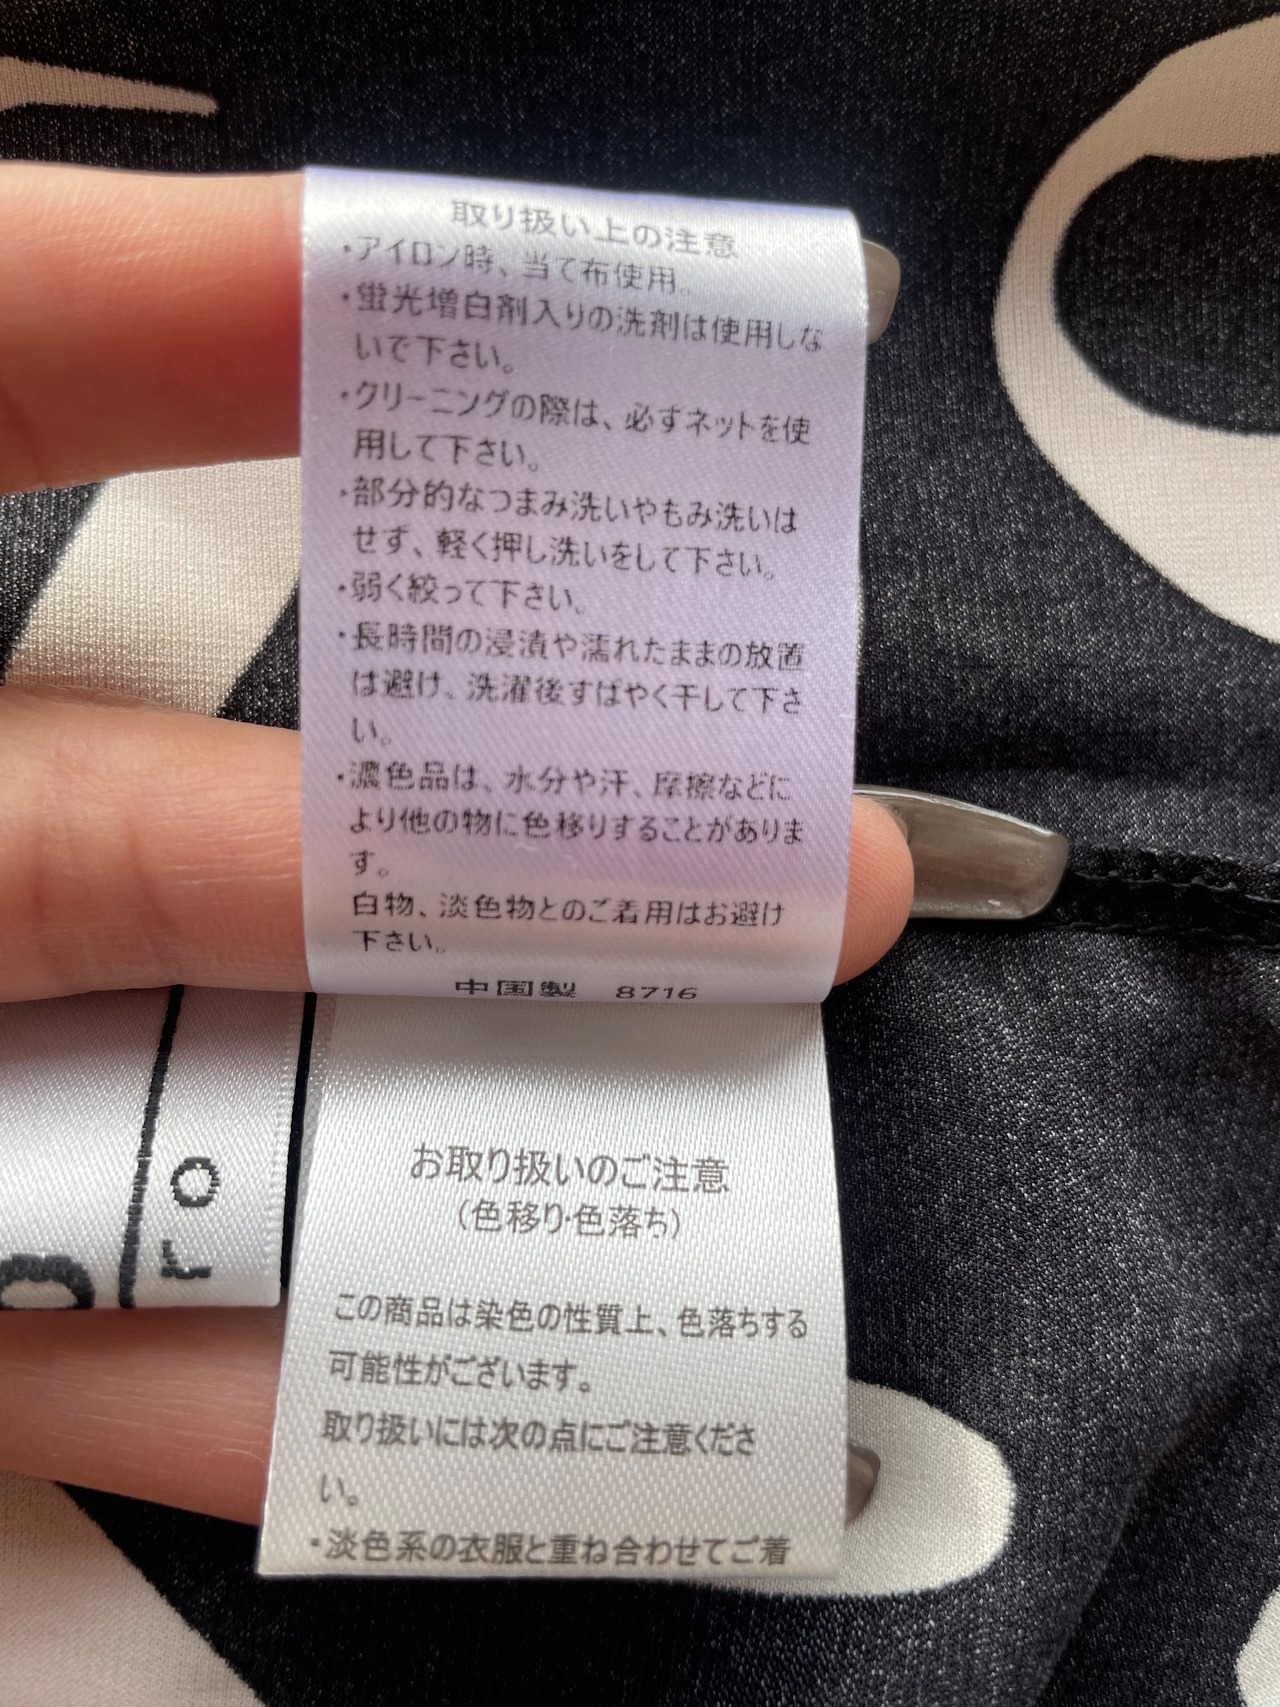 取り扱い上の注意
・アイロン時、当て布使用。
・蛍光増白剤入りの洗剤は使用しな
いで下さい。
・クリーニングの際は、必ずネットを使
用して下さい。
・部分的なつまみ洗いやもみ洗いは
せず、軽く押し洗いをして下さい。
・弱く絞って下さい。
・長時間の浸漬や濡れたままの放置
は避け、洗濯後すばやく干して下さ
い。
・濃色品は、水分や汗、摩擦などに
より他の物に色移りすることがありま
す。
白物、淡色物とのご着用はお避け
下さい。
中国製 8716
お取り扱いのご注意
(色移り・色落ち)
この商品は染色の性質上、色落ちする
可能性がございます。
取り扱いには次の点にご注意くださ
い。
・淡色系の衣服と重ね合わせてご着